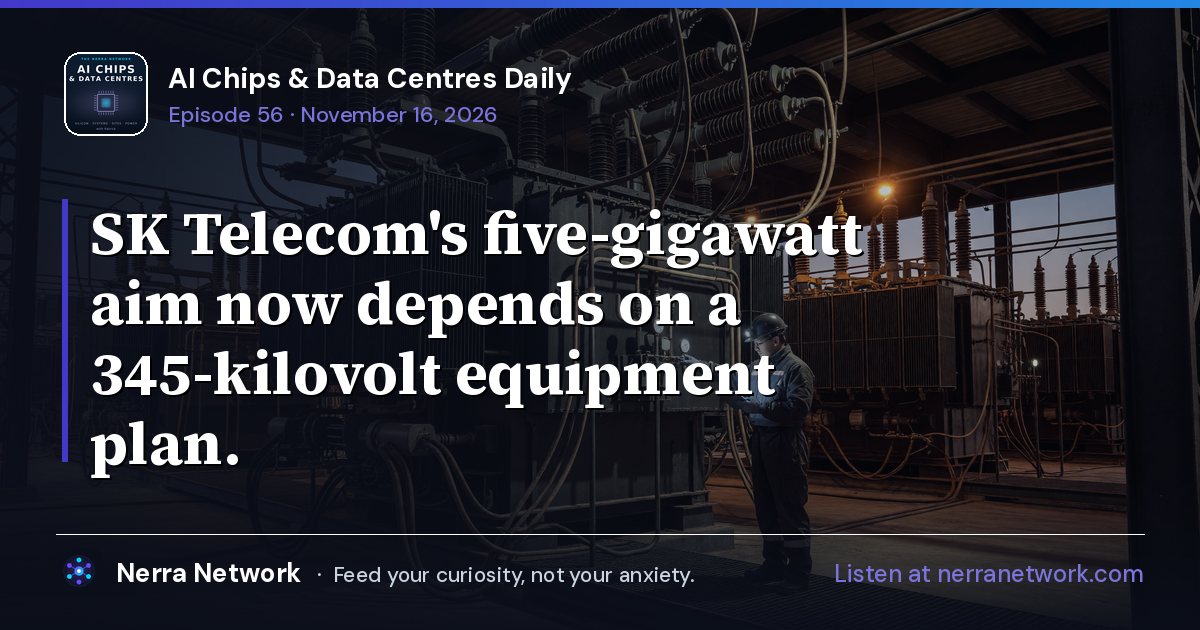 THE NERRA NETWORK
AI CHIPS
& DATA CENTRES
AI Chips & Data Centres Daily
Episode 56 · November 16, 2026
SK Telecom's five-gigawatt
aim now depends on a
345-kilovolt equipment
plan.
Nerra Network · Feed your curiosity, not your anxiety.
Listen at nerranetwork.com